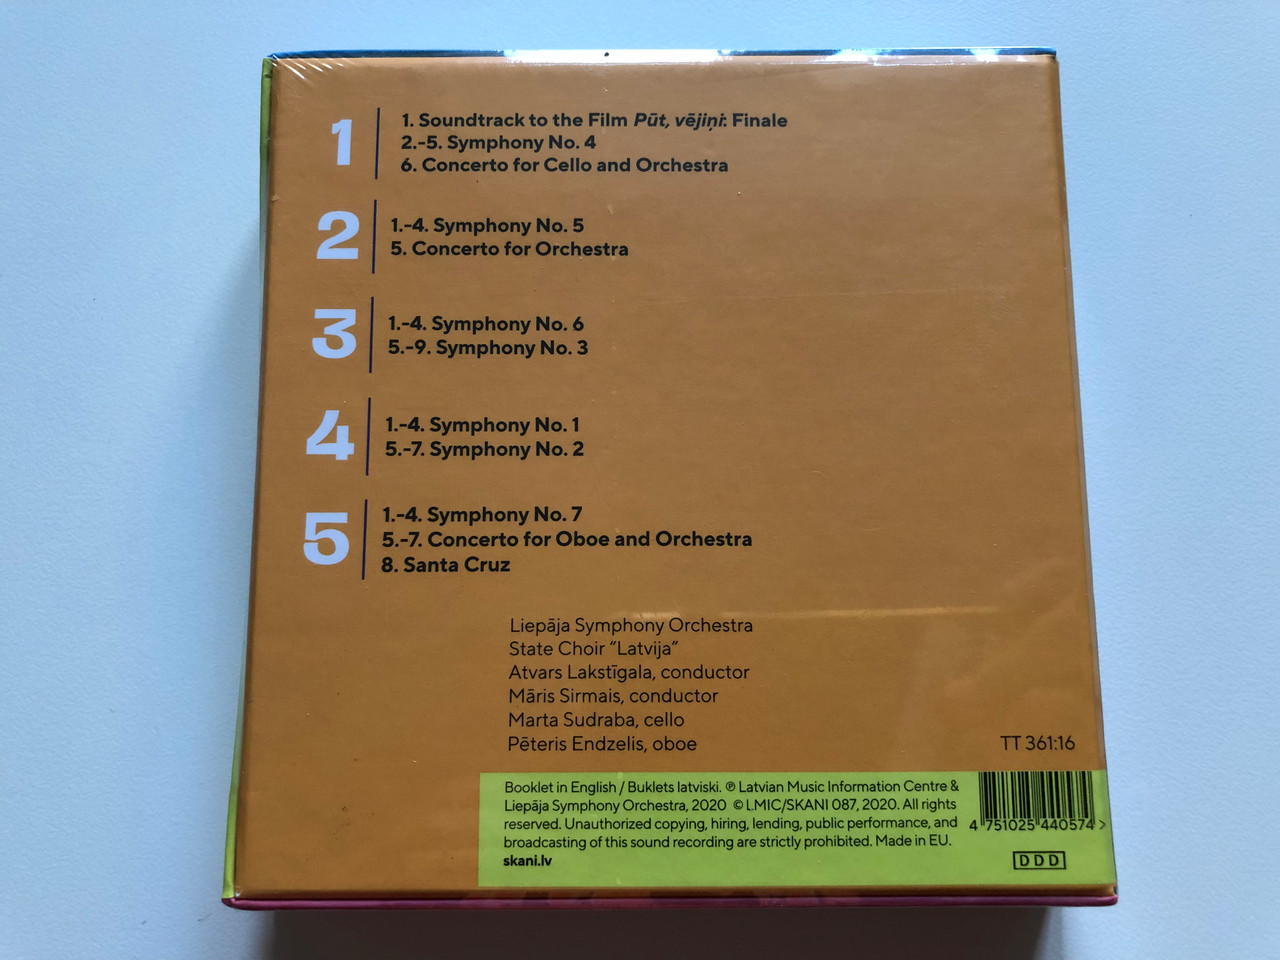 1
1. Soundtrack to the Film Pūt, vējiņi: Finale
2.-5. Symphony No. 4
6. Concerto for Cello and Orchestra
2
1.-4. Symphony No. 5
5. Concerto for Orchestra
3
1.-4. Symphony No. 6
5.-9. Symphony No. 3
4
1.-4. Symphony No. 1
5.-7. Symphony No. 2
5
1.-4. Symphony No. 7
5.-7. Concerto for Oboe and Orchestra
8. Santa Cruz
Liepāja Symphony Orchestra
State Choir “Latvija”
Atvars Lakstīgala, conductor
Māris Sirmais, conductor
Marta Sudraba, cello
Pēteris Endzelis, oboe
TT 361:16
Booklet in English / Buklets latviski. ℗ Latvian Music Information Centre &
Liepāja Symphony Orchestra, 2020 © LMIC/SKANI 087, 2020. All rights
reserved. Unauthorized copying, hiring, lending, public performance, and
broadcasting of this sound recording are strictly prohibited. Made in EU.
skani.lv
4 751025 440574 >
DDD